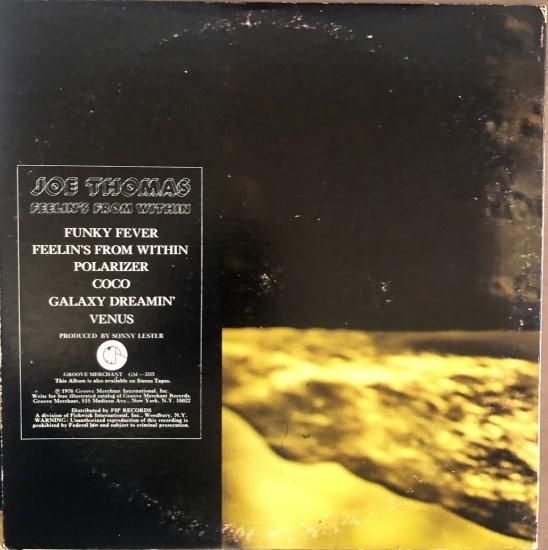 JOE THOMAS
FEELIN'S FROM WITHIN
FUNKY FEVER
FEELIN'S FROM WITHIN
POLARIZER
COCO
GALAXY DREAMIN'
VENUS
PRODUCED BY SONNY LESTER
GROOVE MERCHANT GM—3315
This Album is also available on Stereo Tapes.
℗ 1976 Groove Merchant International, Inc.
Write for free illustrated catalog of Groove Merchant Records.
Groove Merchant, 515 Madison Ave., New York, N.Y. 10022
Distributed by PIP RECORDS
A division of Pickwick International, Inc., Woodbury, N.Y.
WARNING: Unauthorized reproduction of this recording is
prohibited by Federal law and subject to criminal prosecution.